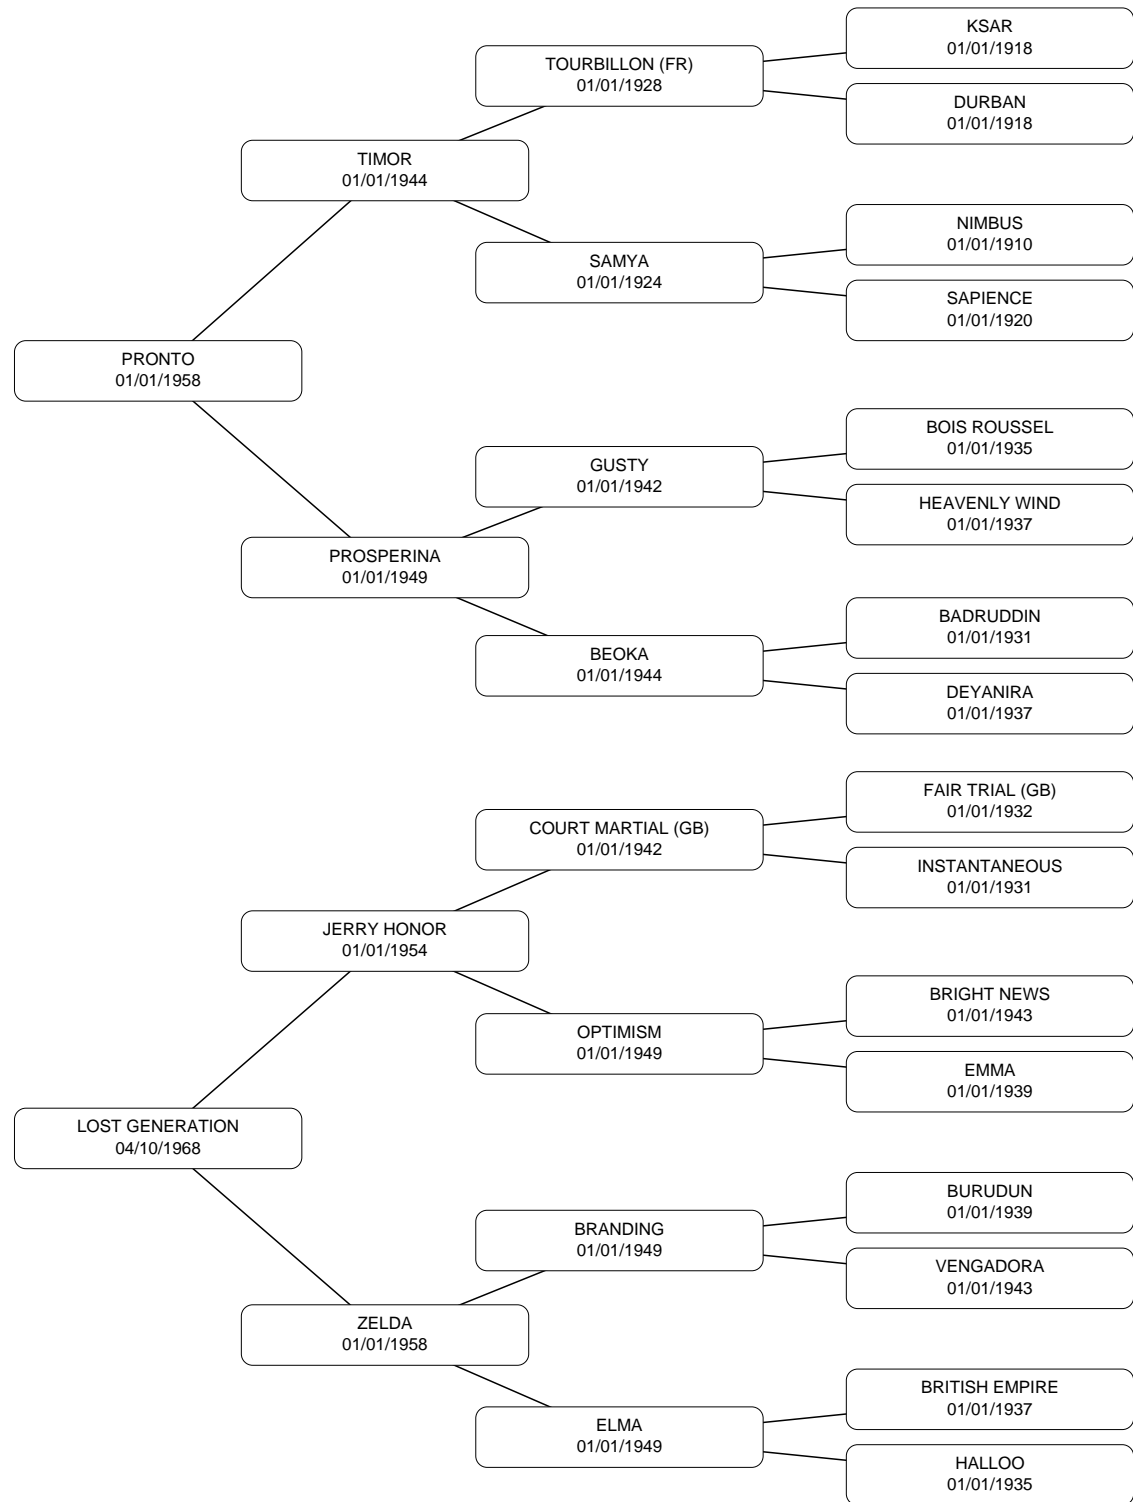 KSAR
01/01/1918
TOURBILLON (FR)
01/01/1928
DURBAN
01/01/1918
TIMOR
01/01/1944
NIMBUS
01/01/1910
SAMYA
01/01/1924
SAPIENCE
01/01/1920
PRONTO
01/01/1958
BOIS ROUSSEL
01/01/1935
GUSTY
01/01/1942
HEAVENLY WIND
01/01/1937
PROSPERINA
01/01/1949
BADRUDDIN
01/01/1931
BEOKA
01/01/1944
DEYANIRA
01/01/1937
FAIR TRIAL (GB)
01/01/1932
COURT MARTIAL (GB)
01/01/1942
INSTANTANEOUS
01/01/1931
JERRY HONOR
01/01/1954
BRIGHT NEWS
01/01/1943
OPTIMISM
01/01/1949
EMMA
01/01/1939
LOST GENERATION
04/10/1968
BURUDUN
01/01/1939
BRANDING
01/01/1949
VENGADORA
01/01/1943
ZELDA
01/01/1958
BRITISH EMPIRE
01/01/1937
ELMA
01/01/1949
HALLOO
01/01/1935